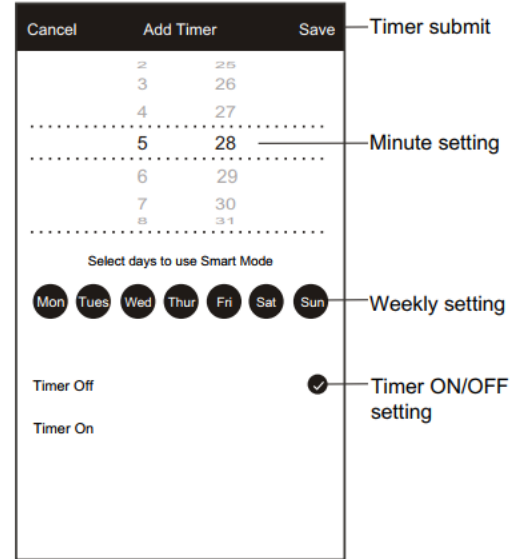 Cancel Add Timer Save Timer submit
2 25
3 26
4 27
5 28 Minute setting
6 29
7 30
8 31
Select days to use Smart Mode
Mon Tues Wed Thur Fri Sat Sun Weekly setting
Timer Off Timer ON/OFF
setting
Timer On